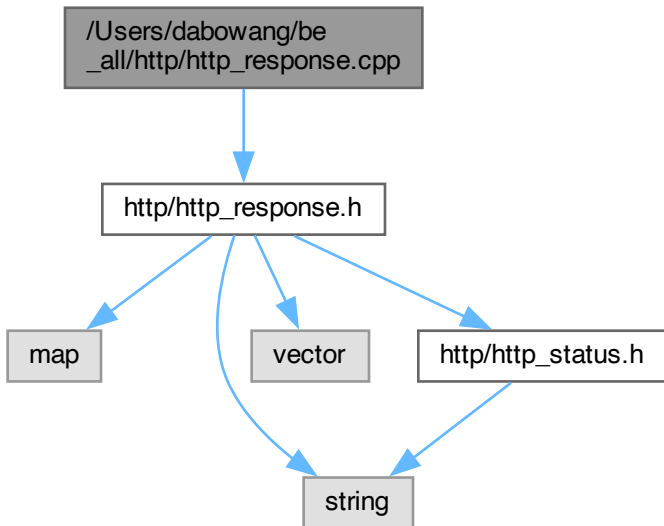 /Users/dabowang/be
_all/http/http_response.cpp
http/http_response.h
map
vector
http/http_status.h
string